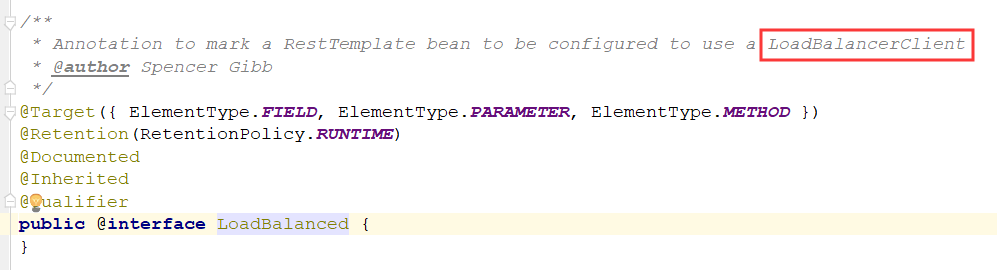 /**
 * Annotation to mark a RestTemplate bean to be configured to use a LoadBalancerClient
 * @author Spencer Gibb
 */
@Target({ ElementType.FIELD, ElementType.PARAMETER, ElementType.METHOD })
@Retention(RetentionPolicy.RUNTIME)
@Documented
@Inherited
@Qualifier
public @interface LoadBalanced {
}